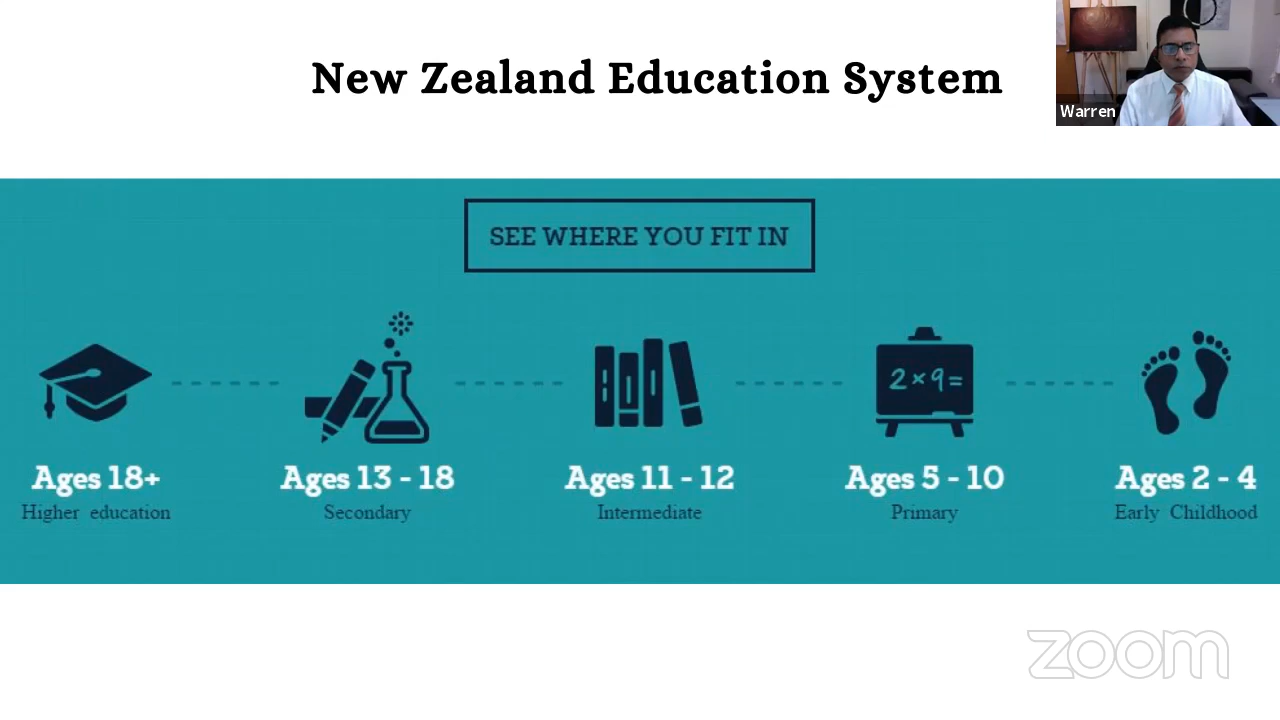 New Zealand Education System
Warren
SEE WHERE YOU FIT IN
2×9=
Ages 18+
Higher education
Ages 13 - 18
Secondary
Ages 11 - 12
Intermediate
Ages 5 - 10
Primary
Ages 2 - 4
Early Childhood
zoom